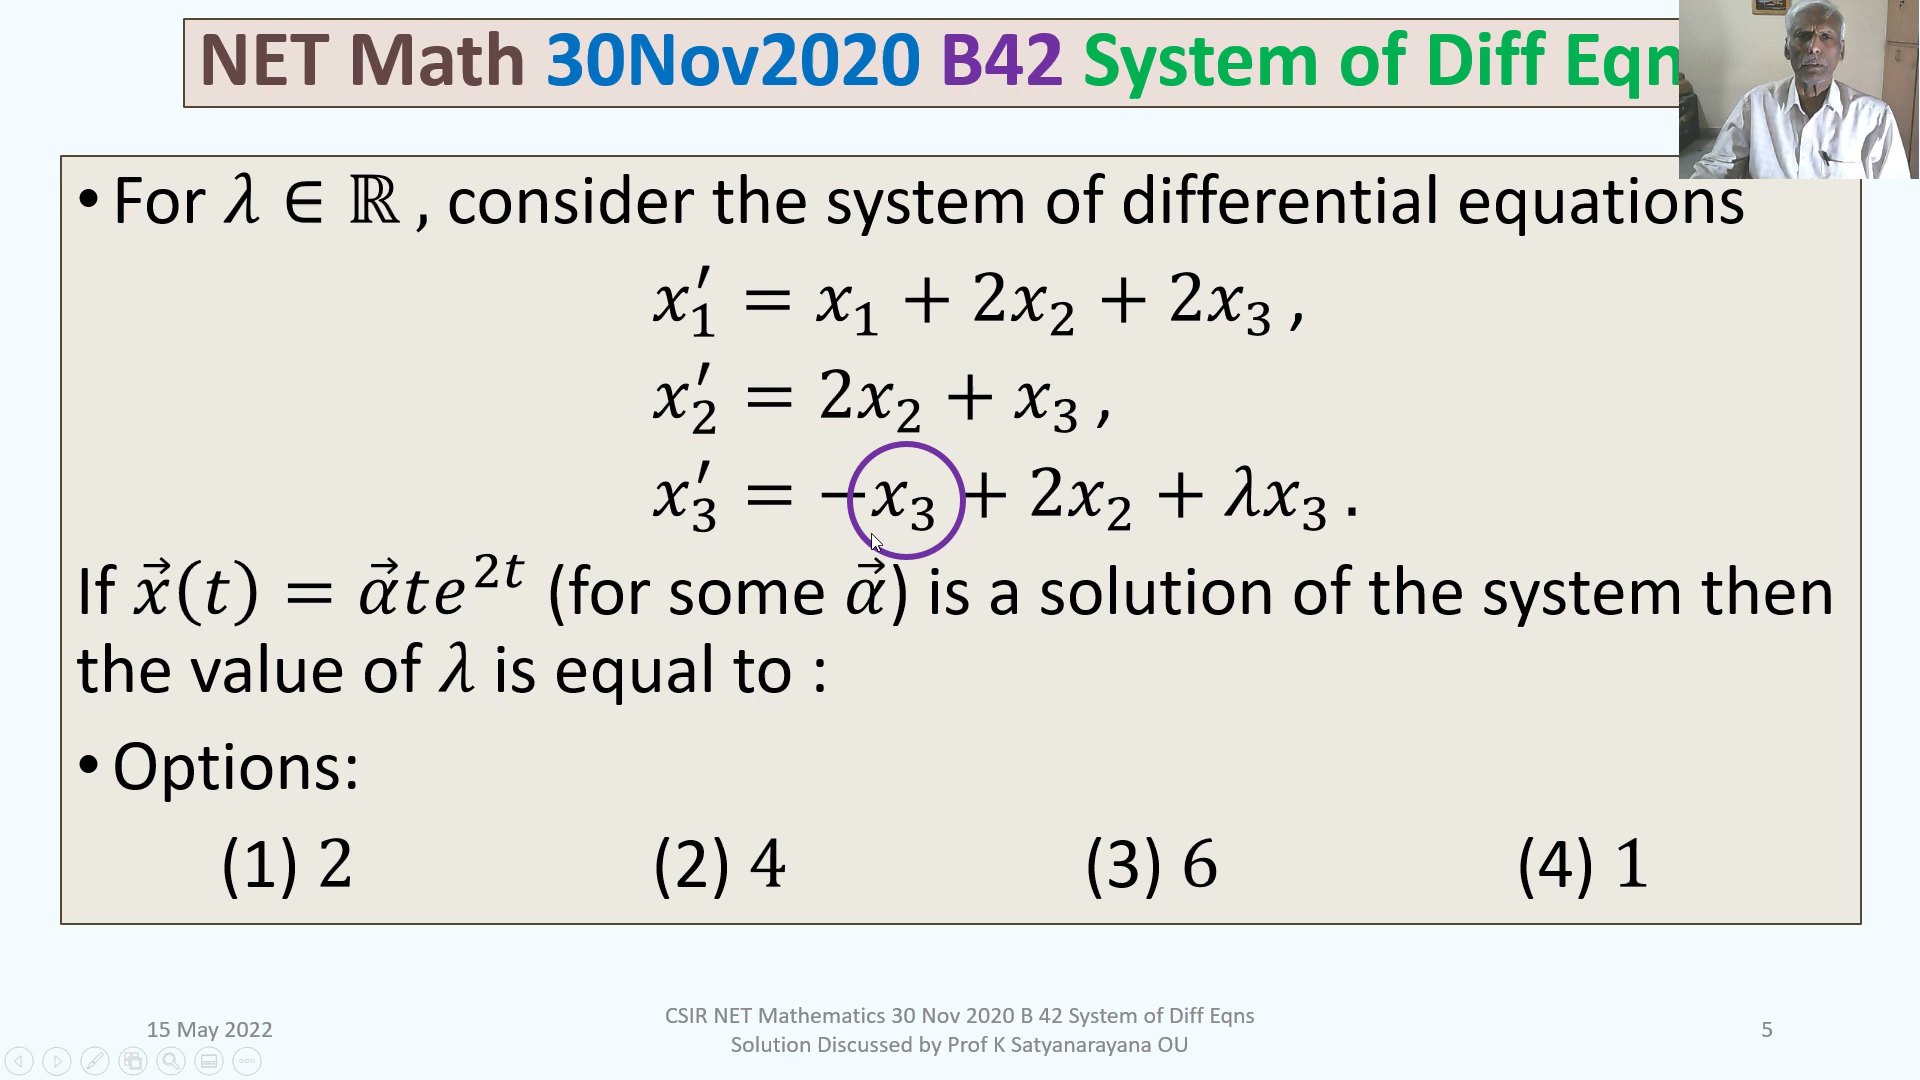 NET Math 30Nov2020 B42 System of Diff Eqn
• For λ ∈ ℝ , consider the system of differential equations
x₁′ = x₁ + 2x₂ + 2x₃ ,
x₂′ = 2x₂ + x₃ ,
x₃′ = −x₃ + 2x₂ + λx₃ .
If x⃗(t) = α⃗te²ᵗ (for some α⃗) is a solution of the system then
the value of λ is equal to :
• Options:
(1) 2 (2) 4 (3) 6 (4) 1
15 May 2022
CSIR NET Mathematics 30 Nov 2020 B 42 System of Diff Eqns
Solution Discussed by Prof K Satyanarayana OU
5